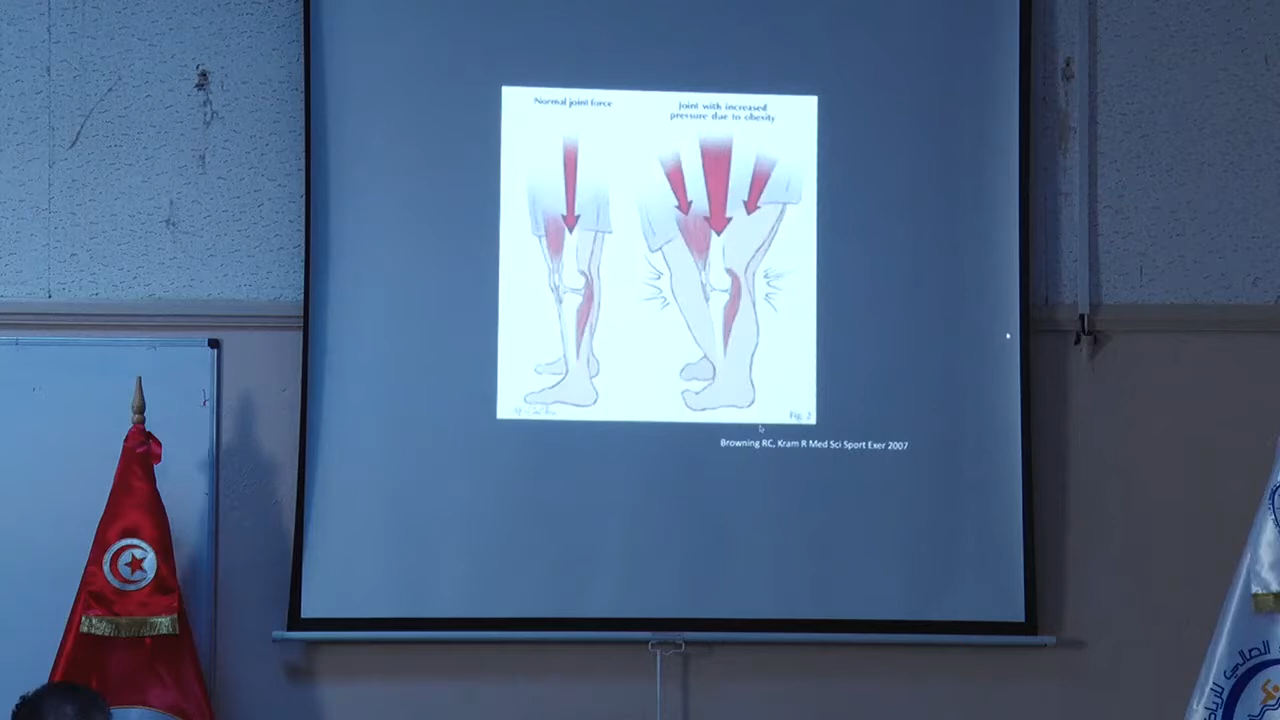 Normal joint force
Joint with increased
pressure due to obesity
Fig. 2
Browning RC, Kram R Med Sci Sport Exer 2007